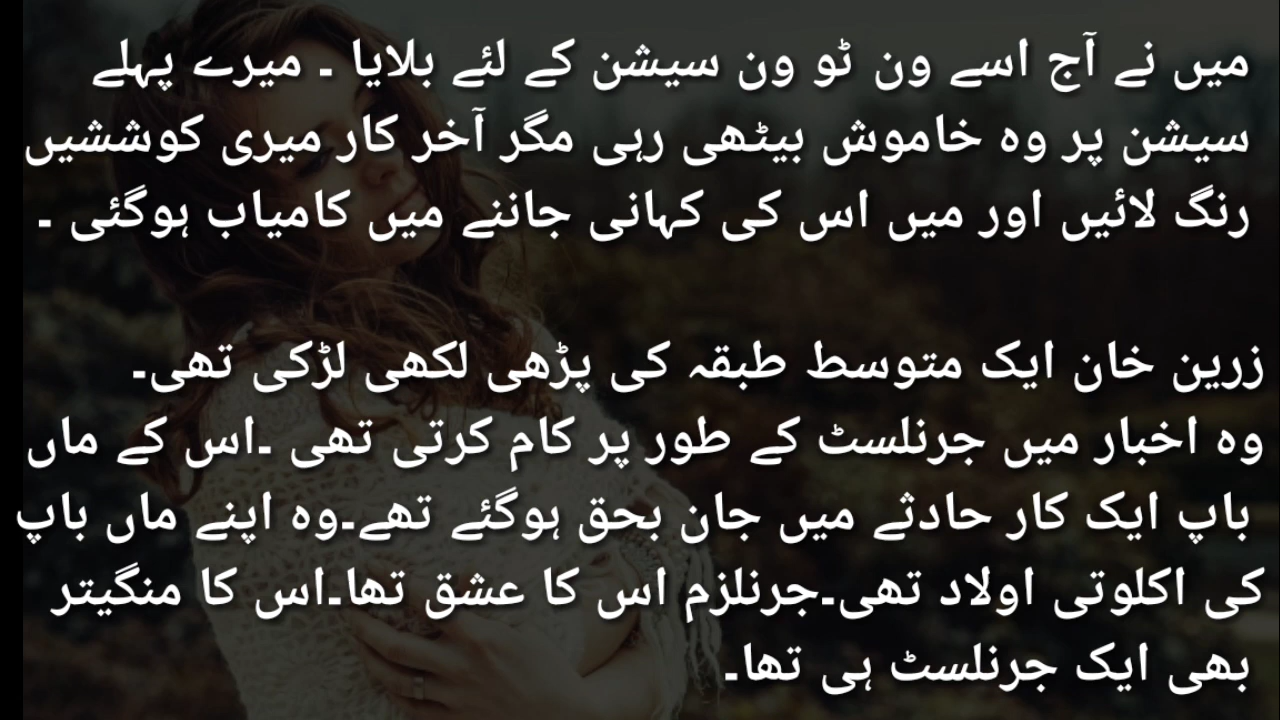 میں نے آج اسے ون ٹو ون سیشن کے لئے بلایا ۔ میرے پہلے
سیشن پر وہ خاموش بیٹھی رہی مگر آخر کار میری کوششیں
رنگ لائیں اور میں اس کی کہانی جاننے میں کامیاب ہوگئی ۔
زرین خان ایک متوسط طبقہ کی پڑھی لکھی لڑکی تھی۔
وہ اخبار میں جرنلسٹ کے طور پر کام کرتی تھی ۔اس کے ماں
باپ ایک کار حادثے میں جان بحق ہوگئے تھے۔وہ اپنے ماں باپ
کی اکلوتی اولاد تھی۔جرنلزم اس کا عشق تھا۔اس کا منگیتر
بھی ایک جرنلسٹ ہی تھا۔